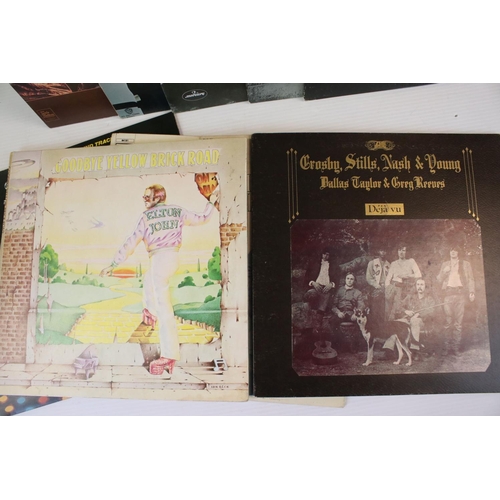 GOODBYE YELLOW BRICK ROAD
ELTON
JOHN
Crosby, Stills, Nash & Young
Dallas Taylor & Greg Reeves
Déjà vu